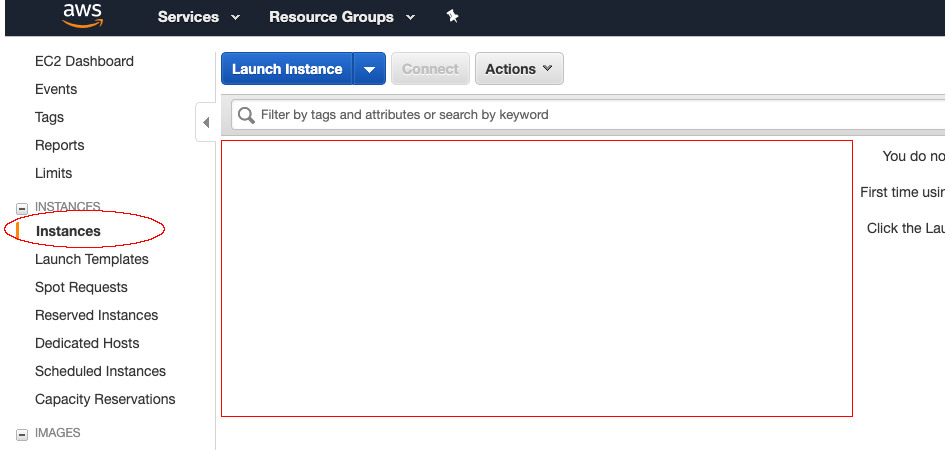 aws
Services
Resource Groups
EC2 Dashboard
Events
Tags
Reports
Limits
INSTANCES
Instances
Launch Templates
Spot Requests
Reserved Instances
Dedicated Hosts
Scheduled Instances
Capacity Reservations
IMAGES
Launch Instance
Connect
Actions
Filter by tags and attributes or search by keyword
You do no
First time usin
Click the Lau